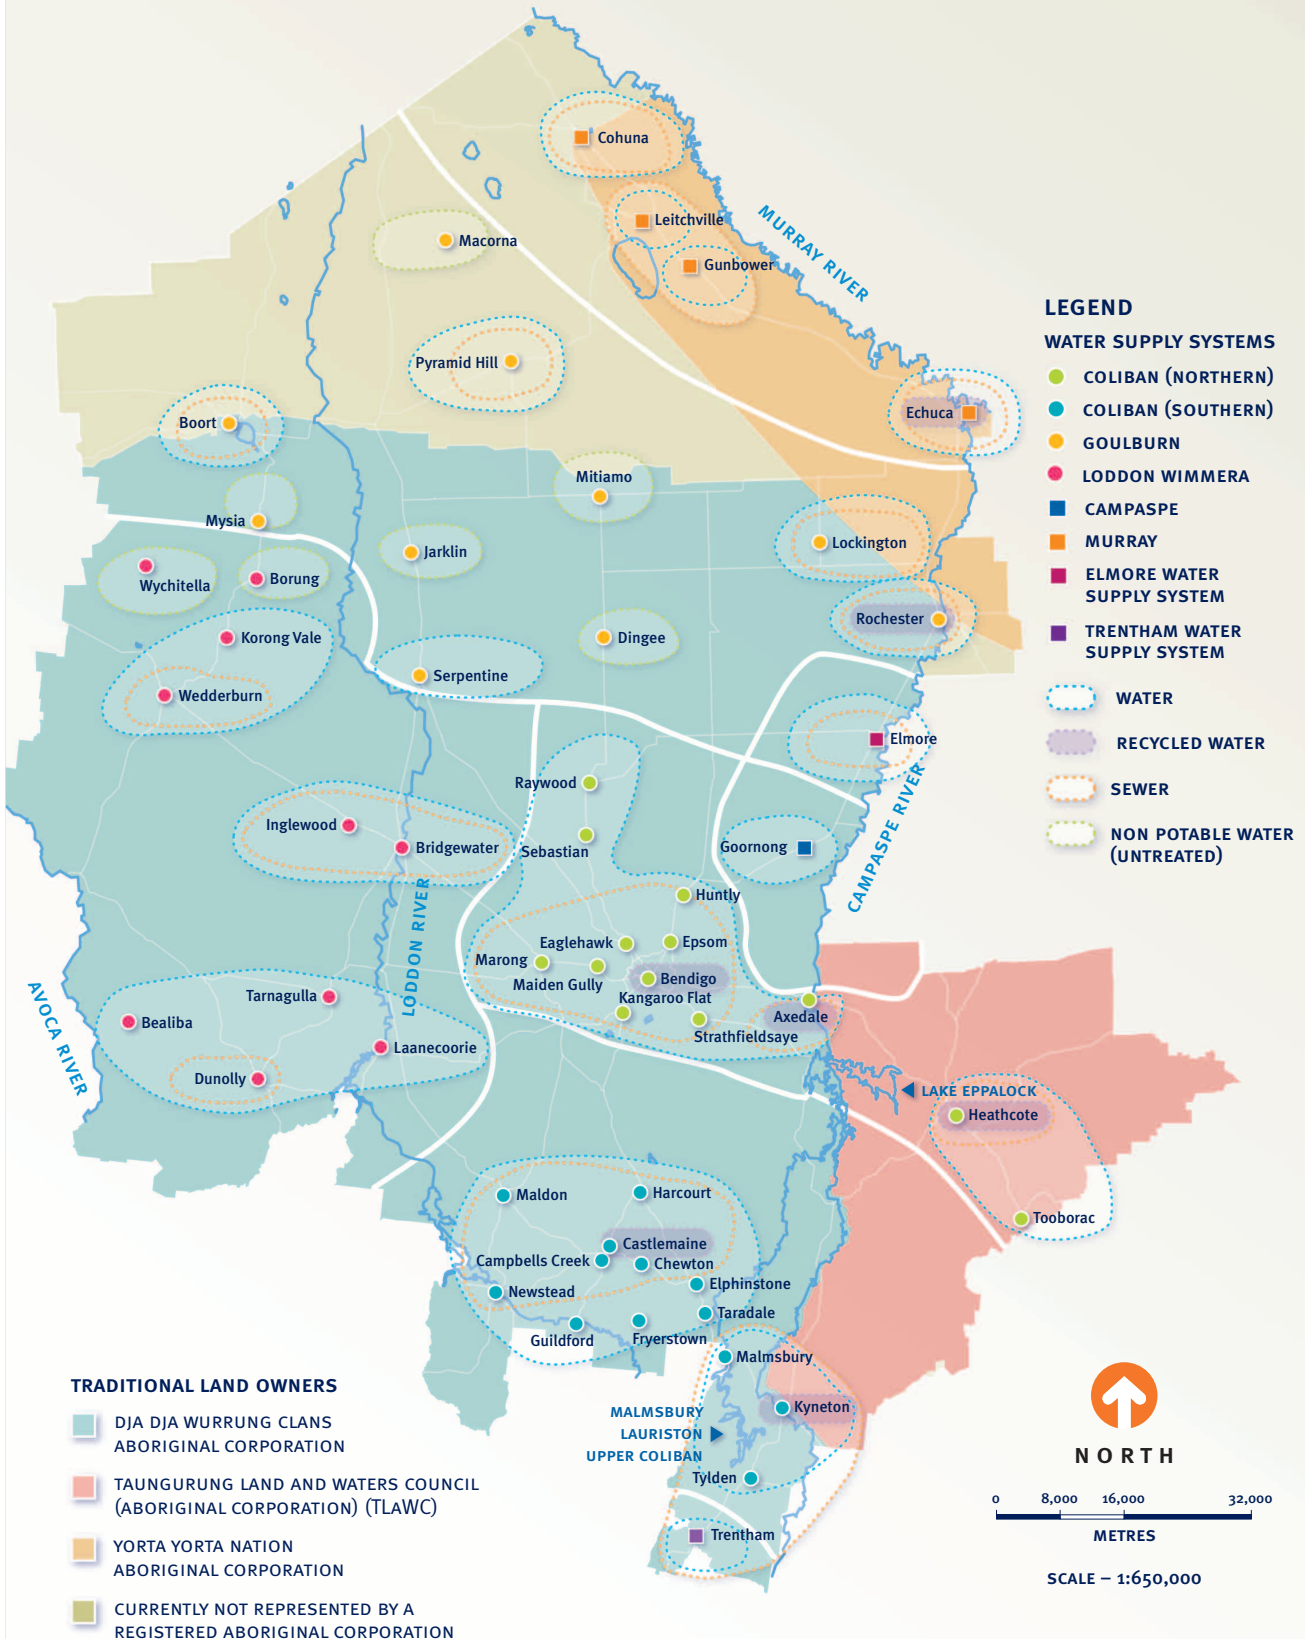 Cohuna
Leitchville
MURRAY RIVER
Macorna
Gunbower
LEGEND
WATER SUPPLY SYSTEMS
COLIBAN (NORTHERN)
COLIBAN (SOUTHERN)
GOULBURN
LODDON WIMMERA
CAMPASPE
MURRAY
ELMORE WATER
SUPPLY SYSTEM
TRENTHAM WATER
SUPPLY SYSTEM
WATER
RECYCLED WATER
SEWER
NON POTABLE WATER
(UNTREATED)
Pyramid Hill
Echuca
Boort
Mitiamo
Mysia
Jarklin
Lockington
Wychitella
Borung
Rochester
Korong Vale
Dingee
Serpentine
Wedderburn
Elmore
Raywood
CAMPASPE RIVER
Inglewood
Bridgewater
Sebastian
Goornong
LODDON RIVER
Huntly
Eaglehawk
Epsom
Marong
Maiden Gully
Bendigo
Kangaroo Flat
Tarnagulla
AVOCA RIVER
Bealiba
Axedale
Strathfieldsaye
Laanecoorie
Dunolly
LAKE EPPALOCK
Heathcote
Maldon
Harcourt
Tooborac
Castlemaine
Campbells Creek
Chewton
Elphinstone
Newstead
Taradale
Guildford
Fryerstown
Malmsbury
Kyneton
MALMSBURY
LAURISTON
UPPER COLIBAN
Tylden
Trentham
TRADITIONAL LAND OWNERS
DJA DJA WURRUNG CLANS
ABORIGINAL CORPORATION
TAUNGURUNG LAND AND WATERS COUNCIL
(ABORIGINAL CORPORATION) (TLaWC)
YORTA YORTA NATION
ABORIGINAL CORPORATION
CURRENTLY NOT REPRESENTED BY A
REGISTERED ABORIGINAL CORPORATION
NORTH
0 8,000 16,000 32,000
METRES
SCALE – 1:650,000